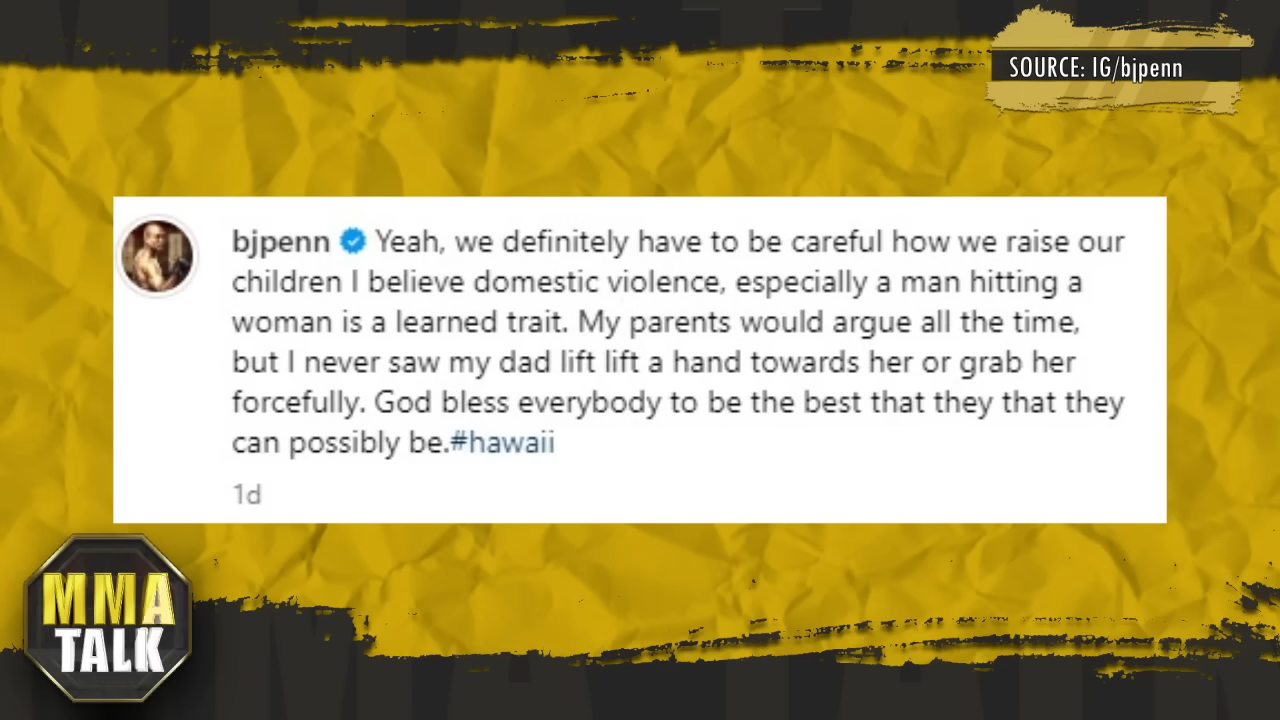 SOURCE: IG/bjpenn
bjpenn Yeah, we definitely have to be careful how we raise our
children I believe domestic violence, especially a man hitting a
woman is a learned trait. My parents would argue all the time,
but I never saw my dad lift lift a hand towards her or grab her
forcefully. God bless everybody to be the best that they that they
can possibly be.#hawaii
1d
MMA
TALK